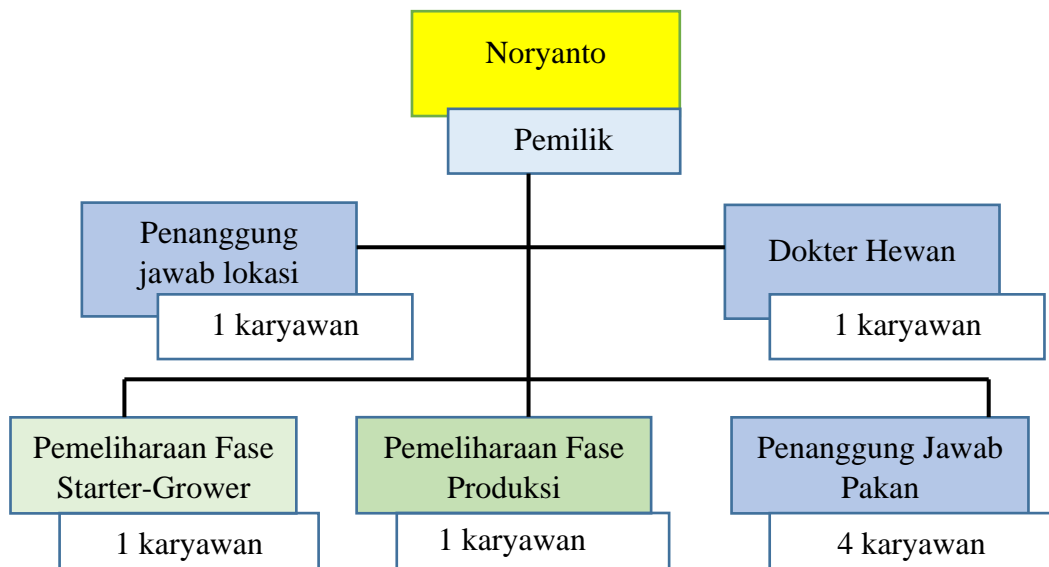 Noryanto
Pemilik
Penanggung
jawab lokasi
1 karyawan
Dokter Hewan
1 karyawan
Pemeliharaan Fase
Starter-Grower
1 karyawan
Pemeliharaan Fase
Produksi
1 karyawan
Penanggung Jawab
Pakan
4 karyawan